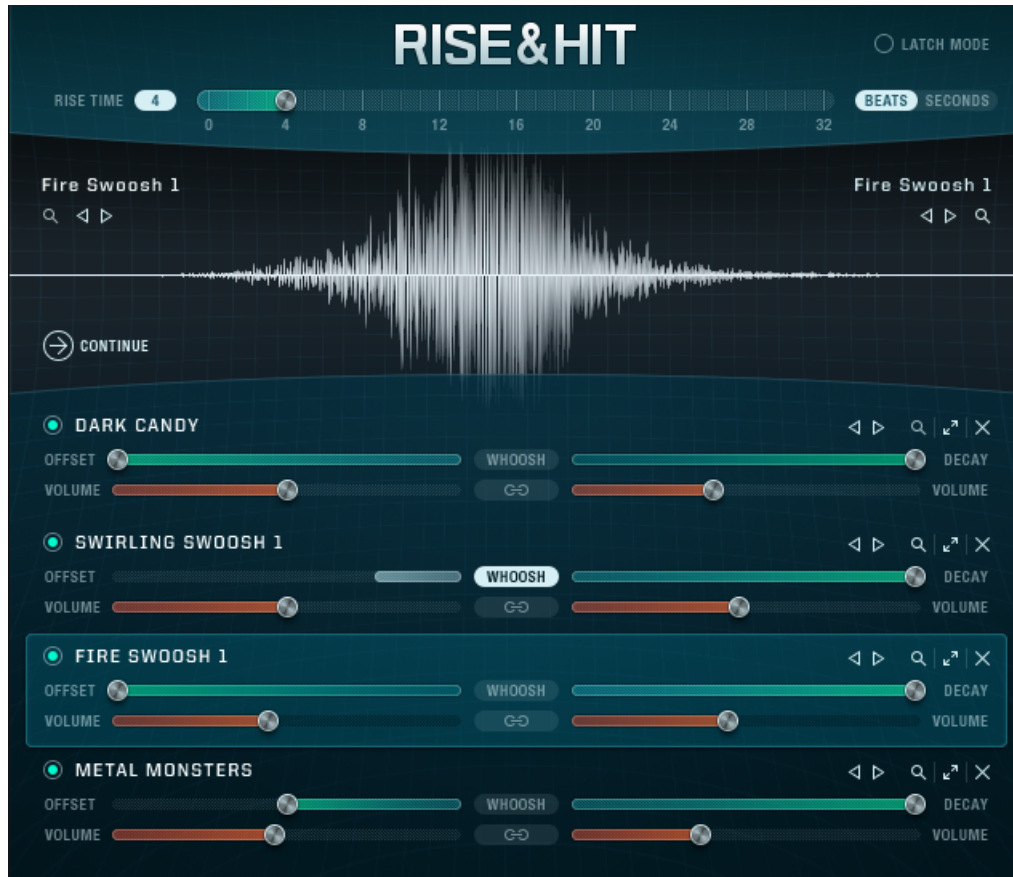 RISE&HIT
LATCH MODE
RISE TIME 4 BEATS SECONDS
0 4 8 12 16 20 24 28 32
Fire Swoosh 1 Fire Swoosh 1
CONTINUE
DARK CANDY
OFFSET WHOOSH DECAY
VOLUME VOLUME
SWIRLING SWOOSH 1
OFFSET WHOOSH DECAY
VOLUME VOLUME
FIRE SWOOSH 1
OFFSET WHOOSH DECAY
VOLUME VOLUME
METAL MONSTERS
OFFSET WHOOSH DECAY
VOLUME VOLUME